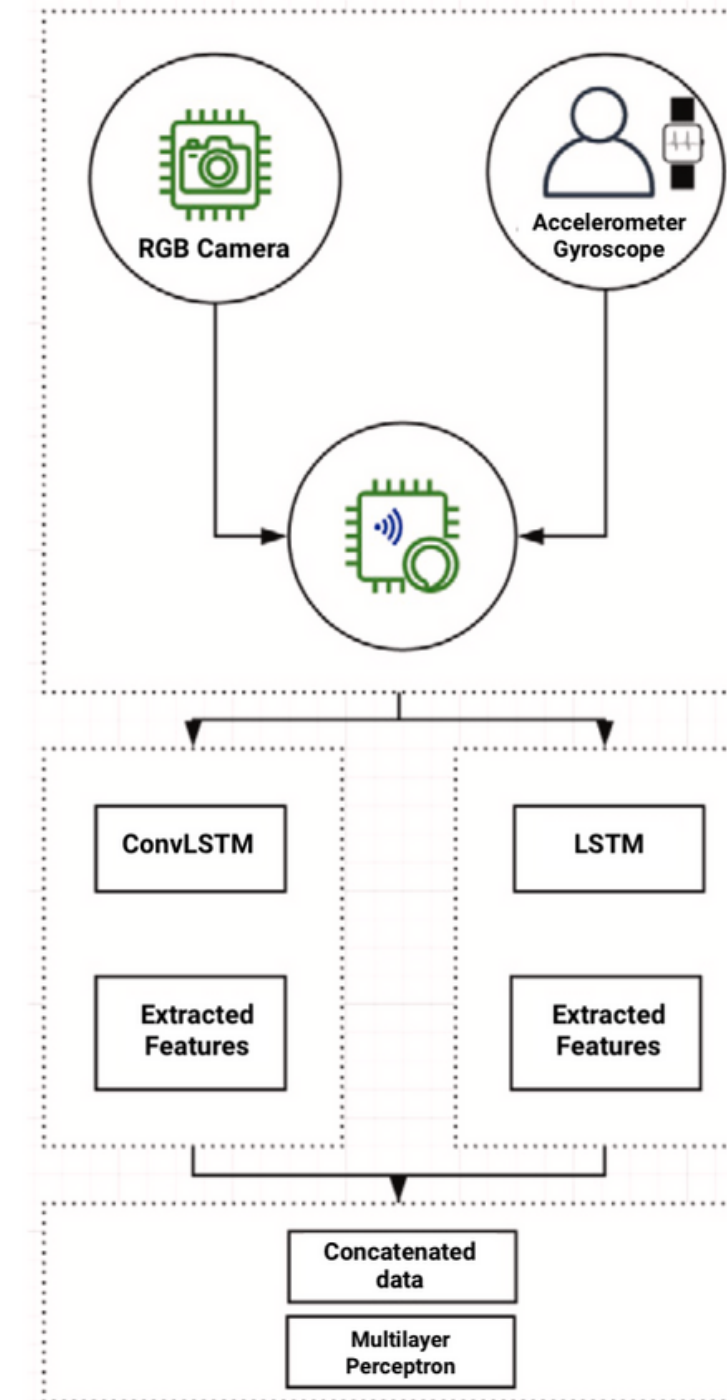 RGB Camera
Accelerometer
Gyroscope
ConvLSTM
LSTM
Extracted
Features
Extracted
Features
Concatenated
data
Multilayer
Perceptron